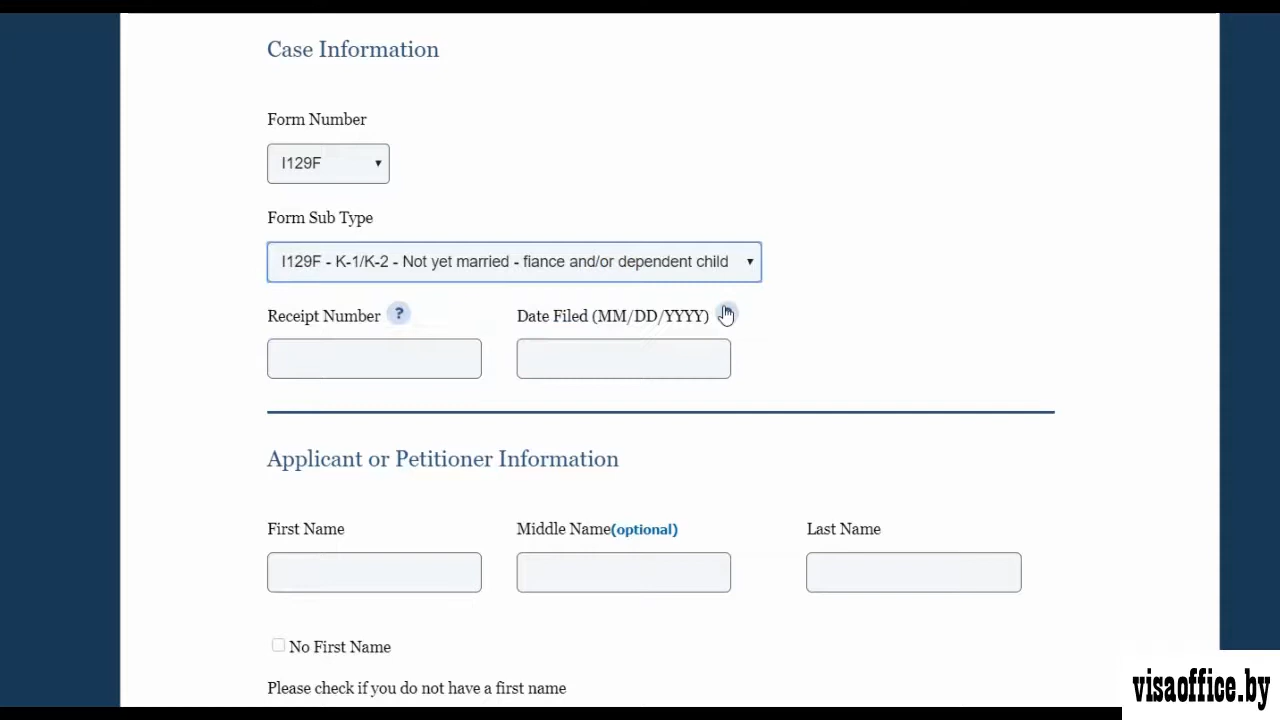 Case Information
Form Number
I129F
Form Sub Type
I129F - K-1/K-2 - Not yet married - fiance and/or dependent child
Receipt Number ? Date Filed (MM/DD/YYYY)
Applicant or Petitioner Information
First Name Middle Name(optional) Last Name
No First Name
Please check if you do not have a first name
visaoffice.by